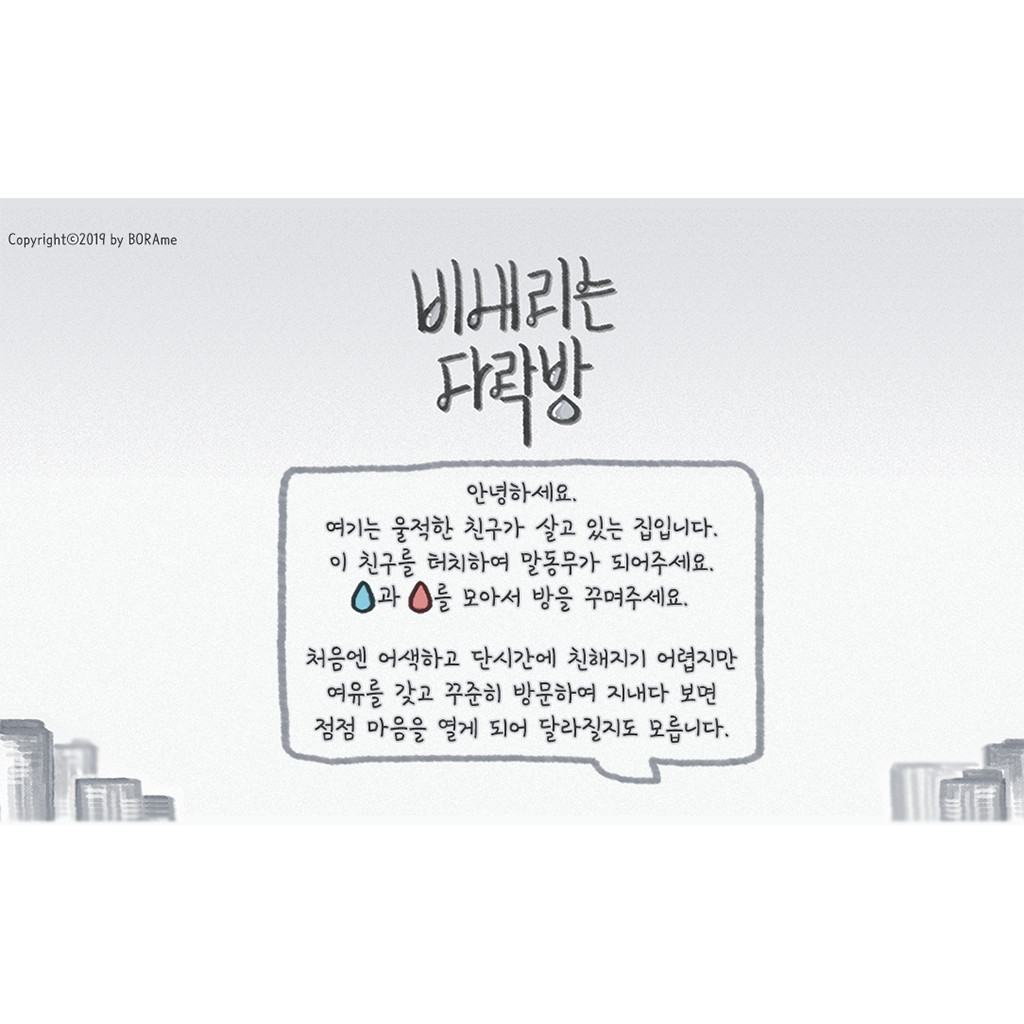 Copyright©2019 by BORAme
비내리는
다락방
안녕하세요.
여기는 울적한 친구가 살고 있는 집입니다.
이 친구를 터치하여 말동무가 되어주세요.
과 를 모아서 방을 꾸며주세요.
처음엔 어색하고 단시간에 친해지기 어렵지만
여유를 갖고 꾸준히 방문하여 지내다 보면
점점 마음을 열게 되어 달라질지도 모릅니다.